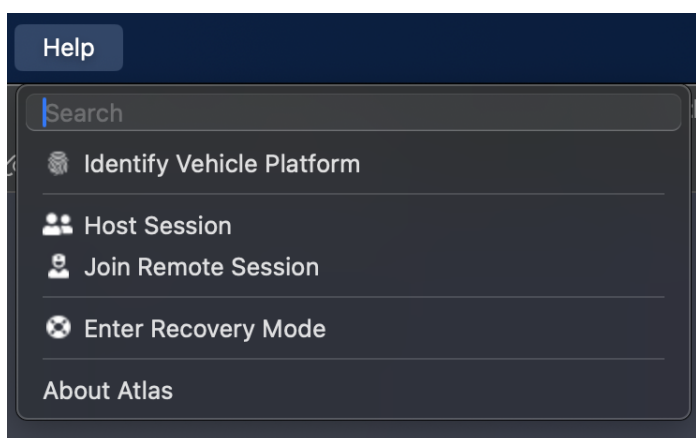 Help
Search
Identify Vehicle Platform
Host Session
Join Remote Session
Enter Recovery Mode
About Atlas